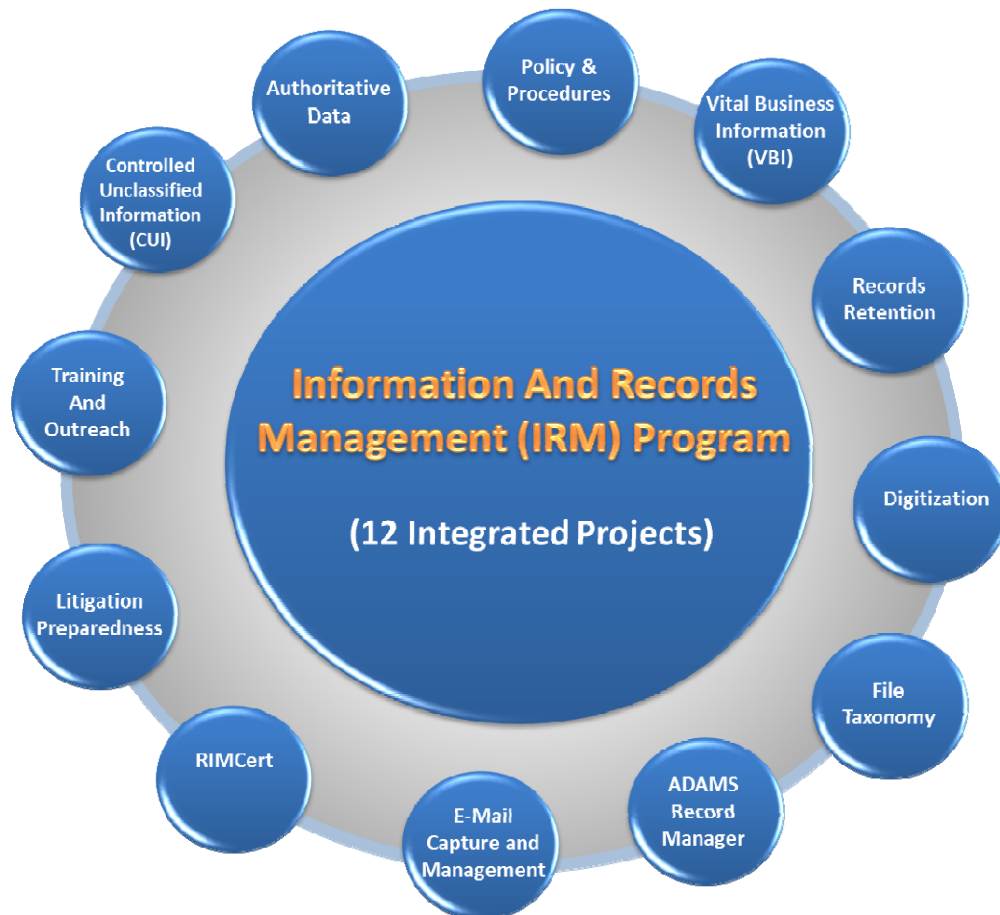 Policy &
Procedures
Authoritative
Data
Vital Business
Information
(VBI)
Controlled
Unclassified
Information
(CUI)
Records
Retention
Training
And
Outreach
Information And Records
Management (IRM) Program
(12 Integrated Projects)
Digitization
Litigation
Preparedness
File
Taxonomy
RIMCert
ADAMS
Record
Manager
E-Mail
Capture and
Management